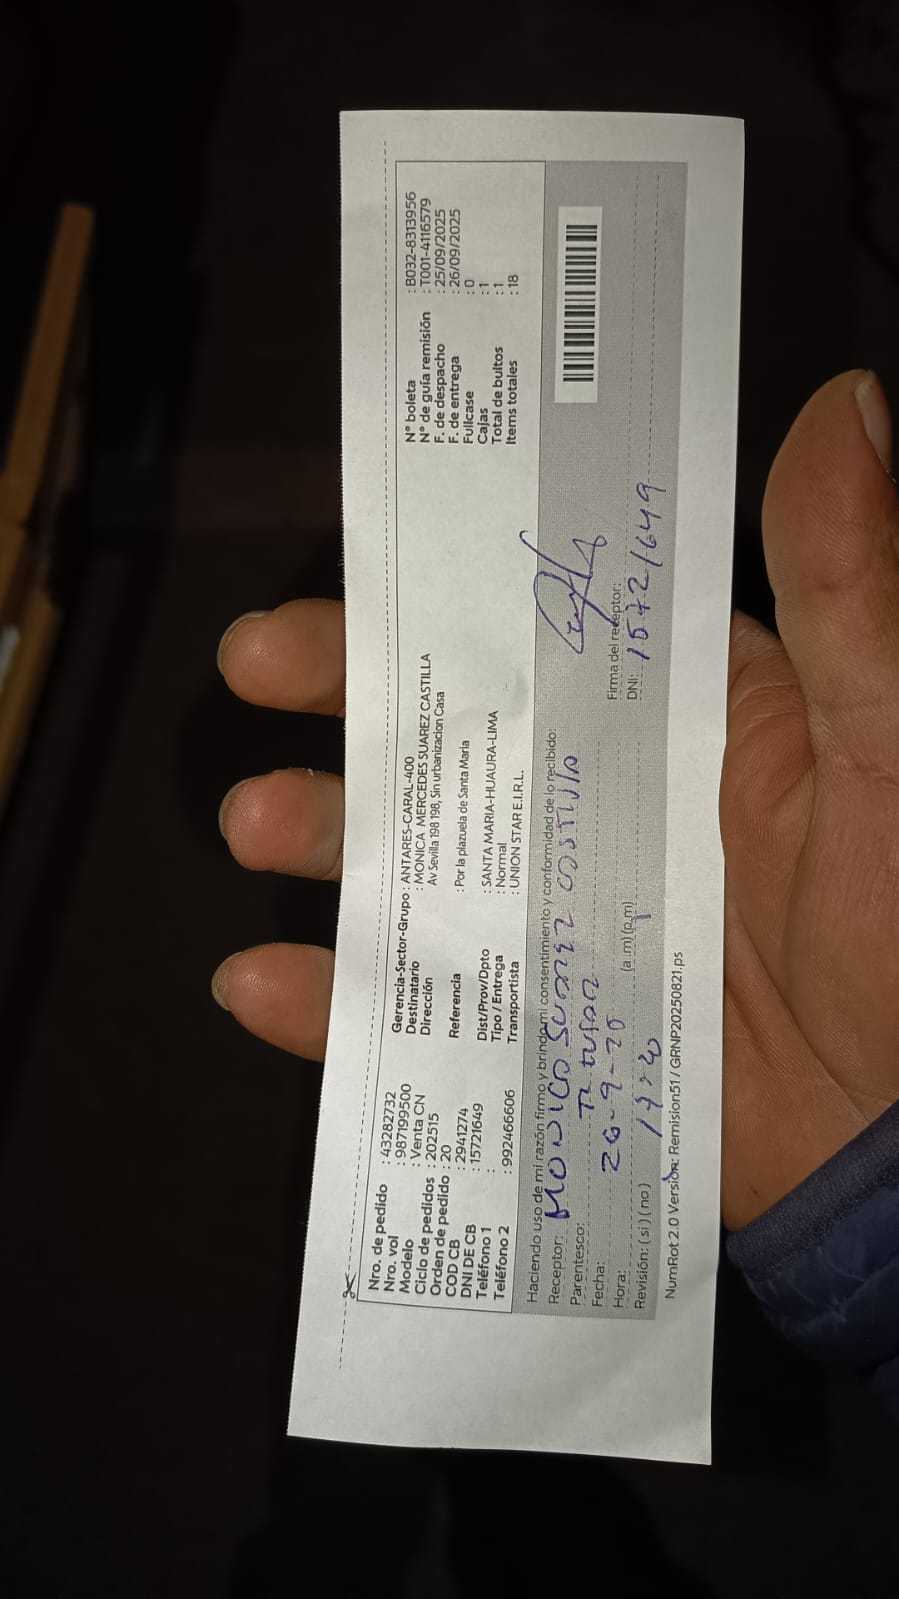 Nro. de pedido : 43282732
Nro. vol : 987199500
Modelo : Venta CN
Ciclo de pedidos : 202515
Orden de pedido : 20
COD CB : 2941274
DNI DE CB : 15721649
Teléfono 1 :
Teléfono 2 : 992466606
Gerencia-Sector-Grupo : ANTARES-CARAL-400
Destinatario : MONICA MERCEDES SUAREZ CASTILLA
Dirección Av Sevilla 198 198, Sin urbanizacion Casa
Referencia : Por la plazuela de Santa Maria
Dist/Prov/Dpto : SANTA MARIA-HUAURA-LIMA
Tipo / Entrega : Normal
Transportista : UNION STAR E.I.R.L.
N° boleta : B032-8313956
N° de guía remisión : T001-4116579
F. de despacho : 25/09/2025
F. de entrega : 26/09/2025
Fullcase : 0
Cajas : 1
Total de bultos : 1
Items totales : 18
Haciendo uso de mi razón firmo y brindo mi consentimiento y conformidad de lo recibido:
Receptor: MONICA SUAREZ CASTILLA
Parentesco: Titular
Fecha: 26-9-25
Hora: (a.m) (p.m)
Revisión: ( si ) ( no )
Firma del receptor:
DNI: 15721649
NumRot 2.0 Versión: Remision51 / GRNP20250821.ps